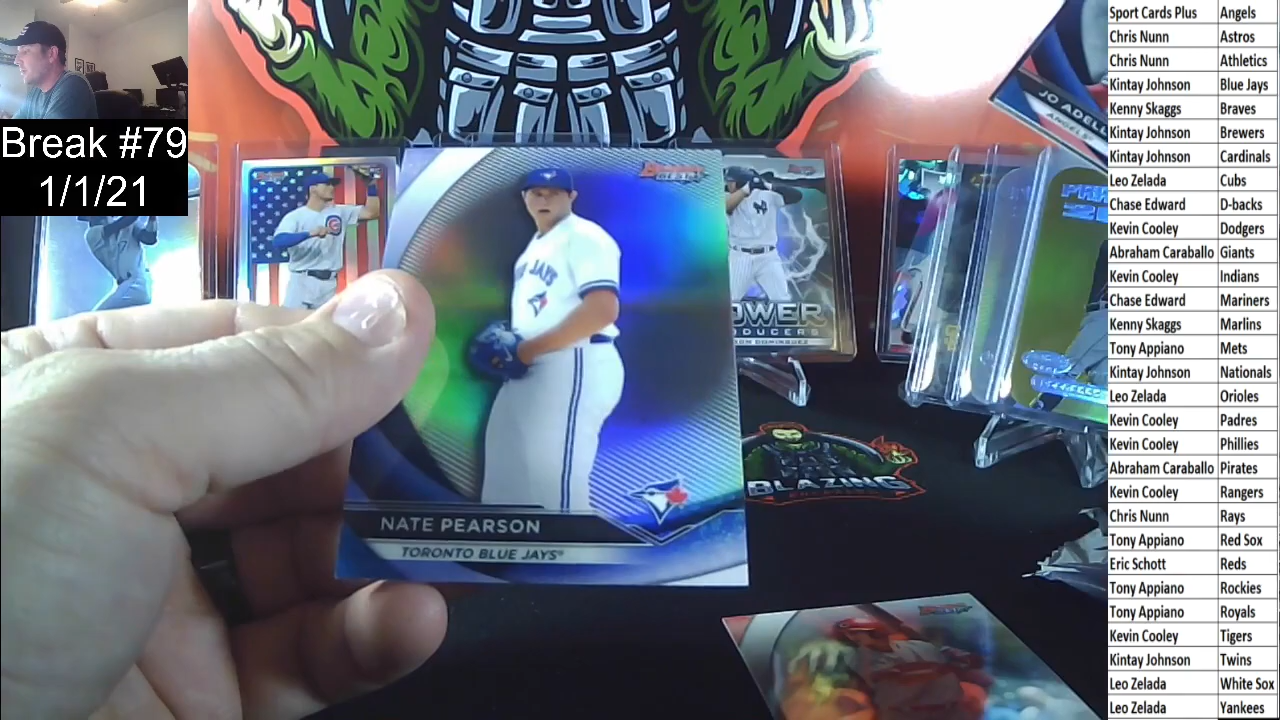 Break #79
1/1/21
JO ADELL
ANGELS
NATE PEARSON
TORONTO BLUE JAYS®
BLAZING
Sport Cards Plus Angels
Chris Nunn Astros
Chris Nunn Athletics
Kintay Johnson Blue Jays
Kenny Skaggs Braves
Kintay Johnson Brewers
Kintay Johnson Cardinals
Leo Zelada Cubs
Chase Edward D-backs
Kevin Cooley Dodgers
Abraham Caraballo Giants
Kevin Cooley Indians
Chase Edward Mariners
Kenny Skaggs Marlins
Tony Appiano Mets
Kintay Johnson Nationals
Leo Zelada Orioles
Kevin Cooley Padres
Kevin Cooley Phillies
Abraham Caraballo Pirates
Kevin Cooley Rangers
Chris Nunn Rays
Tony Appiano Red Sox
Eric Schott Reds
Tony Appiano Rockies
Tony Appiano Royals
Kevin Cooley Tigers
Kintay Johnson Twins
Leo Zelada White Sox
Leo Zelada Yankees